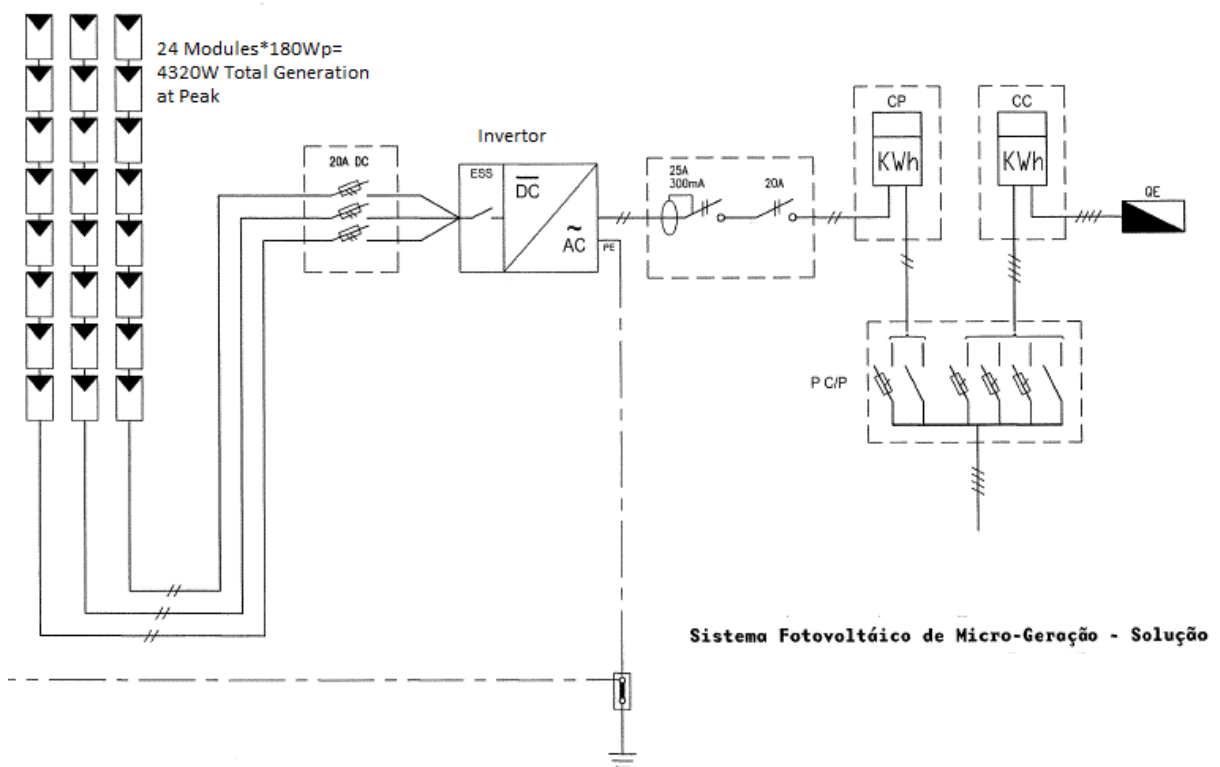 24 Modules*180Wp=
4320W Total Generation
at Peak
Invertor
20A DC
ESS
DC
AC
PE
25A
300mA
20A
CP
KWh
CC
KWh
QE
P C/P
Sistema Fotovoltáico de Micro-Geração - Solução